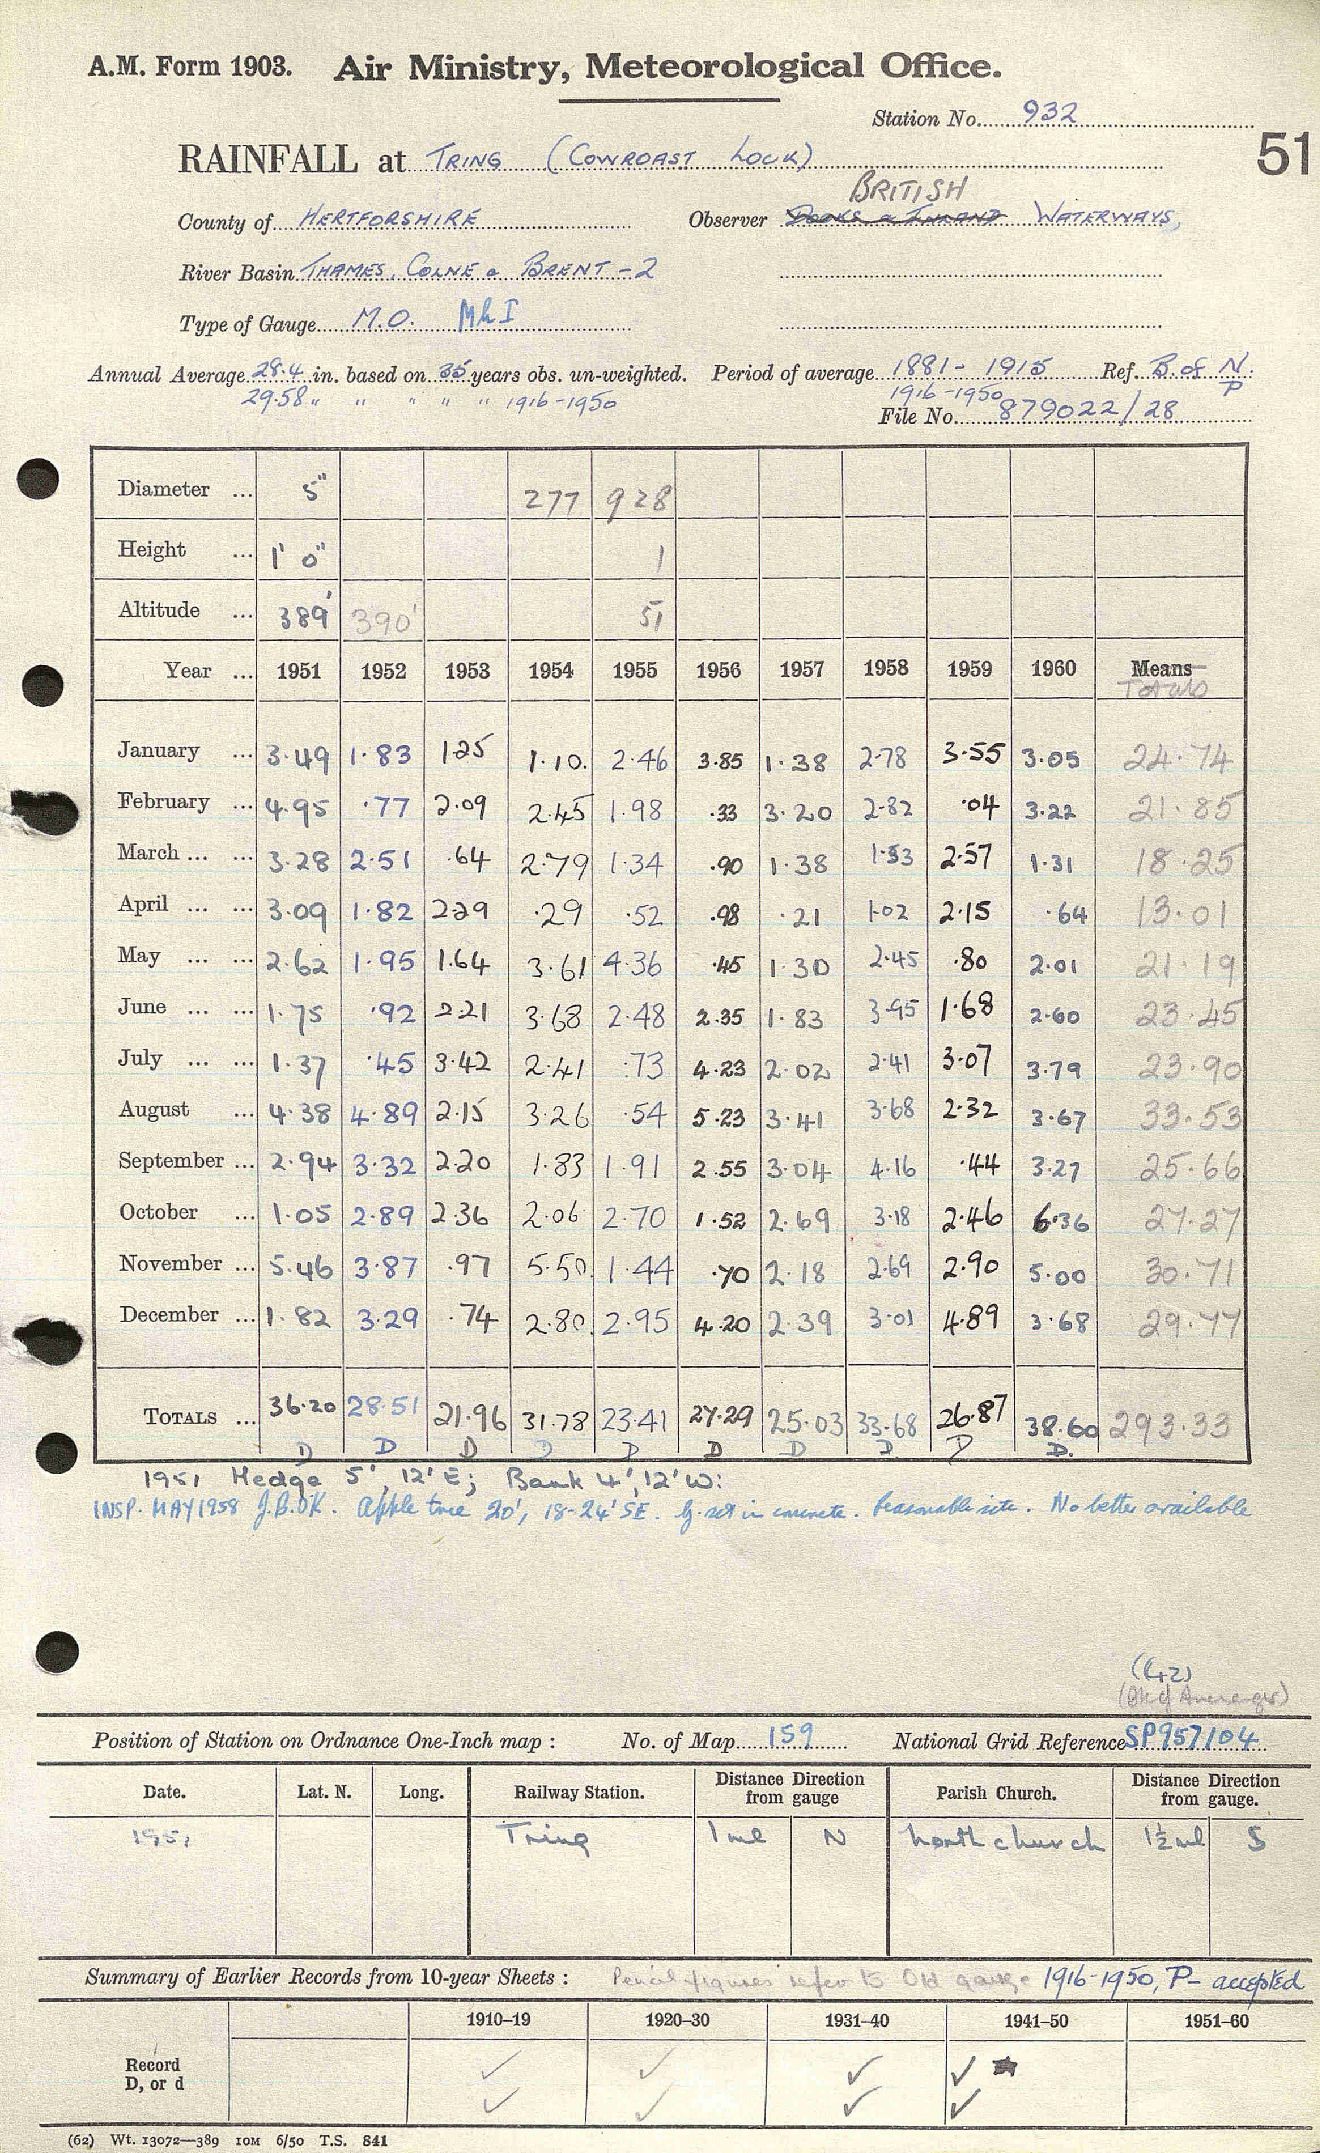 A.M. Form 1903. Air Ministry, Meteorological Office.
Station No. 932
51
RAINFALL at TRING (COWROAST LOCK)
BRITISH
County of HERTFORSHIRE Observer DOCKS & INLAND WATERWAYS,
River Basin THAMES, COLNE & BRENT - 2
Type of Gauge M.O. Mk I
Annual Average 28.4 in. based on 35 years obs. un-weighted. Period of average 1881 - 1915 Ref. B. of N.
29.58 " " " " " 1916-1950 1916-1950 P
File No. 879022/28
Diameter ... 5" 277 928
Height ... 1' 0" 1
Altitude ... 389' 390' 51
Year ... 1951 1952 1953 1954 1955 1956 1957 1958 1959 1960 Means
Totals
January ... 3.49 1.83 1.25 1.10 2.46 3.85 1.38 2.78 3.55 3.05 24.74
February ... 4.95 .77 2.09 2.45 1.98 .33 3.20 2.82 .04 3.22 21.85
March ... ... 3.28 2.51 .64 2.79 1.34 .90 1.38 1.53 2.57 1.31 18.25
April ... ... 3.09 1.82 2.29 .29 .52 .98 .21 1.02 2.15 .64 13.01
May ... ... 2.62 1.95 1.64 3.61 4.36 .45 1.30 2.45 .80 2.01 21.19
June ... ... 1.75 .92 2.21 3.68 2.48 2.35 1.83 3.95 1.68 2.60 23.45
July ... ... 1.37 .45 3.42 2.41 .73 4.23 2.02 2.41 3.07 3.79 23.90
August ... 4.38 4.89 2.15 3.26 .54 5.23 3.41 3.68 2.32 3.67 33.53
September ... 2.94 3.32 2.20 1.83 1.91 2.55 3.04 4.16 .44 3.27 25.66
October ... 1.05 2.89 2.36 2.06 2.70 1.52 2.69 3.18 2.46 6.36 27.27
November ... 5.46 3.87 .97 5.50 1.44 .70 2.18 2.69 2.90 5.00 30.71
December ... 1.82 3.29 .74 2.80 2.95 4.20 2.39 3.01 4.89 3.68 29.77
TOTALS ... 36.20 28.51 21.96 31.78 23.41 27.29 25.03 33.68 26.87 38.60 293.33
D D D D D D D D D D.
1951 Hedge 5', 12' E; Bank 4', 12' W:
INSP. MAY 1958 J.B. OK. Apple tree 20', 18-24' SE. G. set in concrete. Reasonable site. No better available
(Bk of Averages)
Position of Station on Ordnance One-Inch map : No. of Map 159 National Grid Reference SP957104
Date. Lat. N. Long. Railway Station. Distance Direction from gauge Parish Church. Distance Direction from gauge.
1951 Tring 1 ml N Northchurch 1½ ml S
Summary of Earlier Records from 10-year Sheets : Pencil figures refer to Old gauge 1916-1950, P- accepted
1910–19 1920–30 1931–40 1941–50 1951–60
Record ✓ ✓ ✓ ✓
D, or d ✓ ✓ ✓ ✓
(62) Wt. 13072—389 10M 6/50 T.S. 841